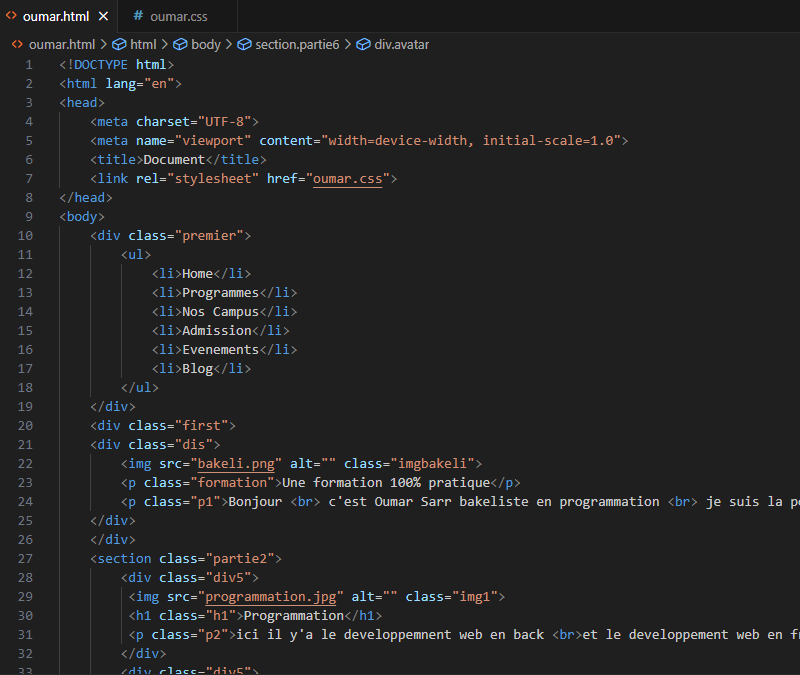 oumar.html oumar.css
oumar.html > html > body > section.partie6 > div.avatar
1 <!DOCTYPE html>
2 <html lang="en">
3 <head>
4 <meta charset="UTF-8">
5 <meta name="viewport" content="width=device-width, initial-scale=1.0">
6 <title>Document</title>
7 <link rel="stylesheet" href="oumar.css">
8 </head>
9 <body>
10 <div class="premier">
11 <ul>
12 <li>Home</li>
13 <li>Programmes</li>
14 <li>Nos Campus</li>
15 <li>Admission</li>
16 <li>Evenements</li>
17 <li>Blog</li>
18 </ul>
19 </div>
20 <div class="first">
21 <div class="dis">
22 <img src="bakeli.png" alt="" class="imgbakeli">
23 <p class="formation">Une formation 100% pratique</p>
24 <p class="p1">Bonjour <br> c'est Oumar Sarr bakeliste en programmation <br> je suis la
25 </div>
26 </div>
27 <section class="partie2">
28 <div class="div5">
29 <img src="programmation.jpg" alt="" class="img1">
30 <h1 class="h1">Programmation</h1>
31 <p class="p2">ici il y'a le developpemnent web en back <br>et le developpement web en
32 </div>
33 <div class="div5">